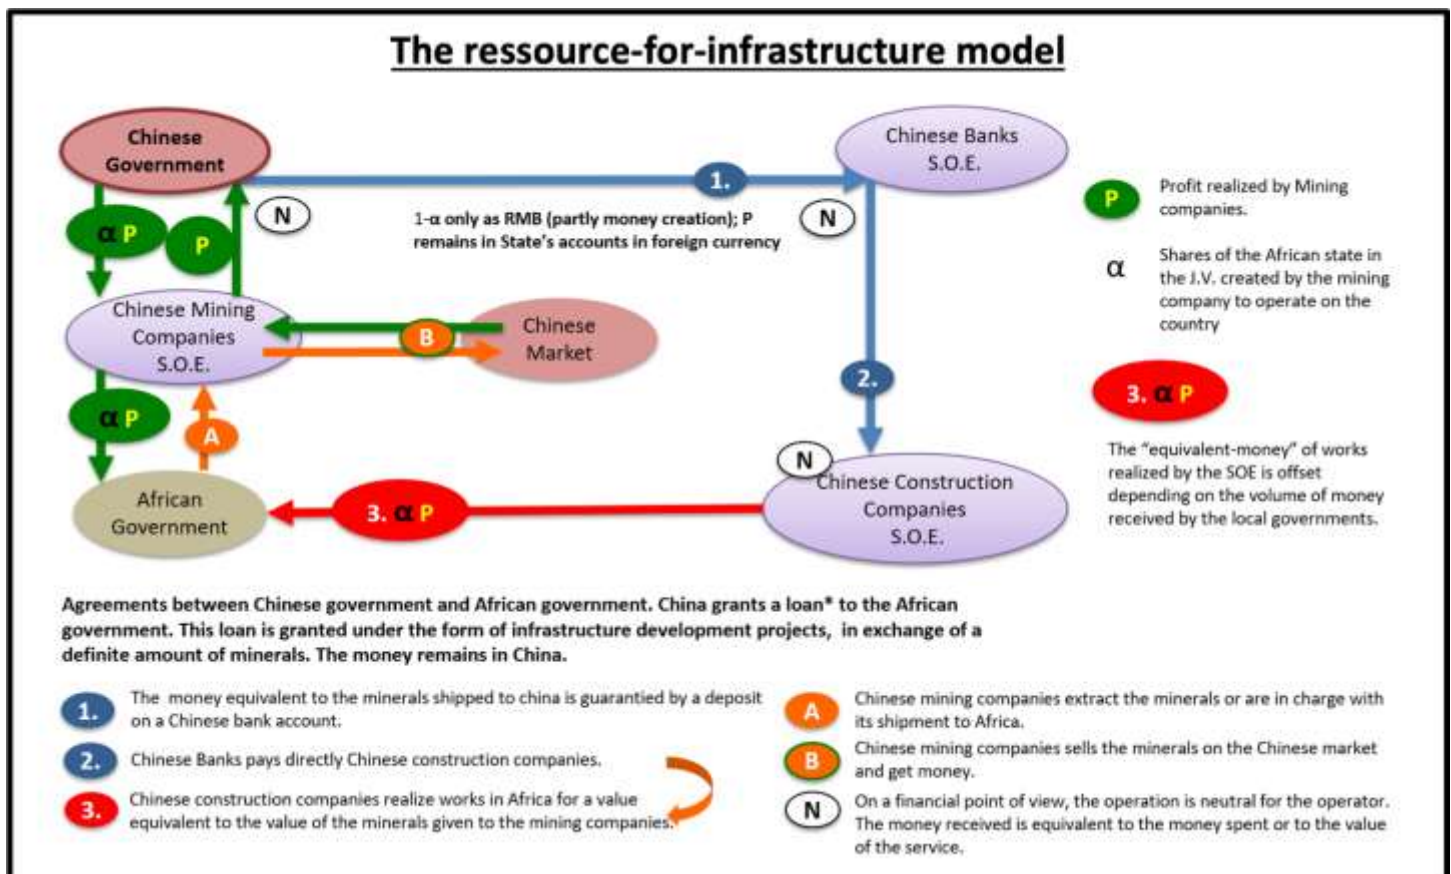 The ressource-for-infrastructure model
Chinese
Government
Chinese Banks
S.O.E.
1.
N
N
α P
P
1-α only as RMB (partly money creation); P
remains in State's accounts in foreign currency
P
Profit realized by Mining
companies.
α
Shares of the African state in
the J.V. created by the mining
company to operate on the
country
Chinese Mining
Companies
S.O.E.
B
Chinese
Market
2.
3. α P
α P
A
The “equivalent-money” of works
realized by the SOE is offset
depending on the volume of money
received by the local governments.
African
Government
3. α P
N
Chinese Construction
Companies
S.O.E.
Agreements between Chinese government and African government. China grants a loan* to the African
government. This loan is granted under the form of infrastructure development projects, in exchange of a
definite amount of minerals. The money remains in China.
1.
The money equivalent to the minerals shipped to china is guarantied by a deposit
on a Chinese bank account.
2.
Chinese Banks pays directly Chinese construction companies.
3.
Chinese construction companies realize works in Africa for a value
equivalent to the value of the minerals given to the mining companies.
A
Chinese mining companies extract the minerals or are in charge with
its shipment to Africa.
B
Chinese mining companies sells the minerals on the Chinese market
and get money.
N
On a financial point of view, the operation is neutral for the operator.
The money received is equivalent to the money spent or to the value
of the service.